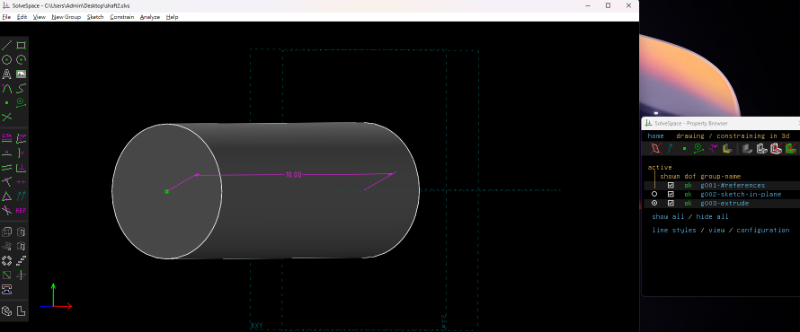 SolveSpace - C:\Users\Admin\Desktop\shaft2.slvs
File Edit View New Group Sketch Constrain Analyze Help
10.00
SolveSpace - Property Browser
home drawing / constraining in 3d
active
shown dof group-name
ok g001-#references
ok g002-sketch-in-plane
ok g003-extrude
show all / hide all
line styles / view / configuration
REF